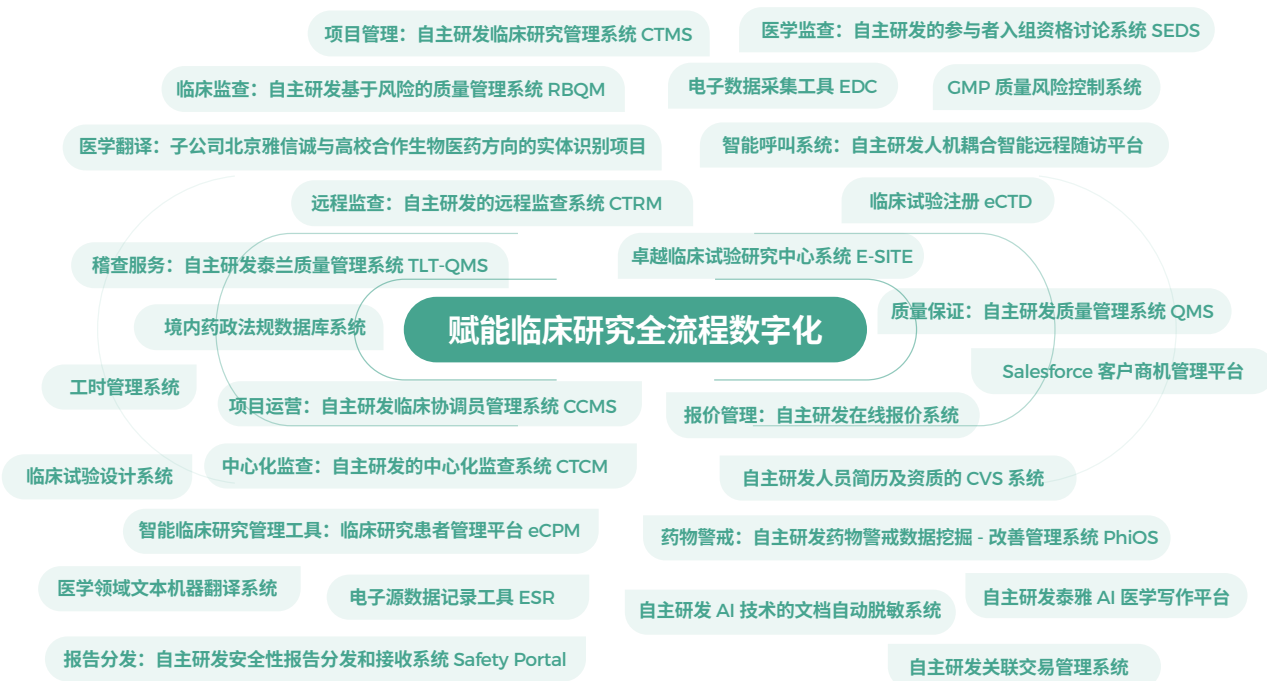 项目管理：自主研发临床研究管理系统 CTMS
医学监查：自主研发的参与者入组资格讨论系统 SEDS
临床监查：自主研发基于风险的质量管理系统 RBQM
电子数据采集工具 EDC
GMP 质量风险控制系统
医学翻译：子公司北京雅信诚与高校合作生物医药方向的实体识别项目
智能呼叫系统：自主研发人机耦合智能远程随访平台
远程监查：自主研发的远程监查系统 CTRM
临床试验注册 eCTD
稽查服务：自主研发泰兰质量管理系统 TLT-QMS
卓越临床试验研究中心系统 E-SITE
境内药政法规数据库系统
赋能临床研究全流程数字化
质量保证：自主研发质量管理系统 QMS
工时管理系统
Salesforce 客户商机管理平台
项目运营：自主研发临床协调员管理系统 CCMS
报价管理：自主研发在线报价系统
临床试验设计系统
中心化监查：自主研发的中心化监查系统 CTCM
自主研发人员简历及资质的 CVS 系统
智能临床研究管理工具：临床研究患者管理平台 eCPM
药物警戒：自主研发药物警戒数据挖掘 - 改善管理系统 PhiOS
医学领域文本机器翻译系统
电子源数据记录工具 ESR
自主研发 AI 技术的文档自动脱敏系统
自主研发泰雅 AI 医学写作平台
报告分发：自主研发安全性报告分发和接收系统 Safety Portal
自主研发关联交易管理系统